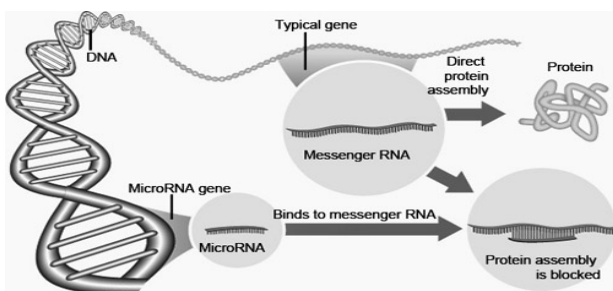 Typical gene
DNA
Direct
protein
assembly
Protein
Messenger RNA
MicroRNA gene
MicroRNA
Binds to messenger RNA
Protein assembly
is blocked